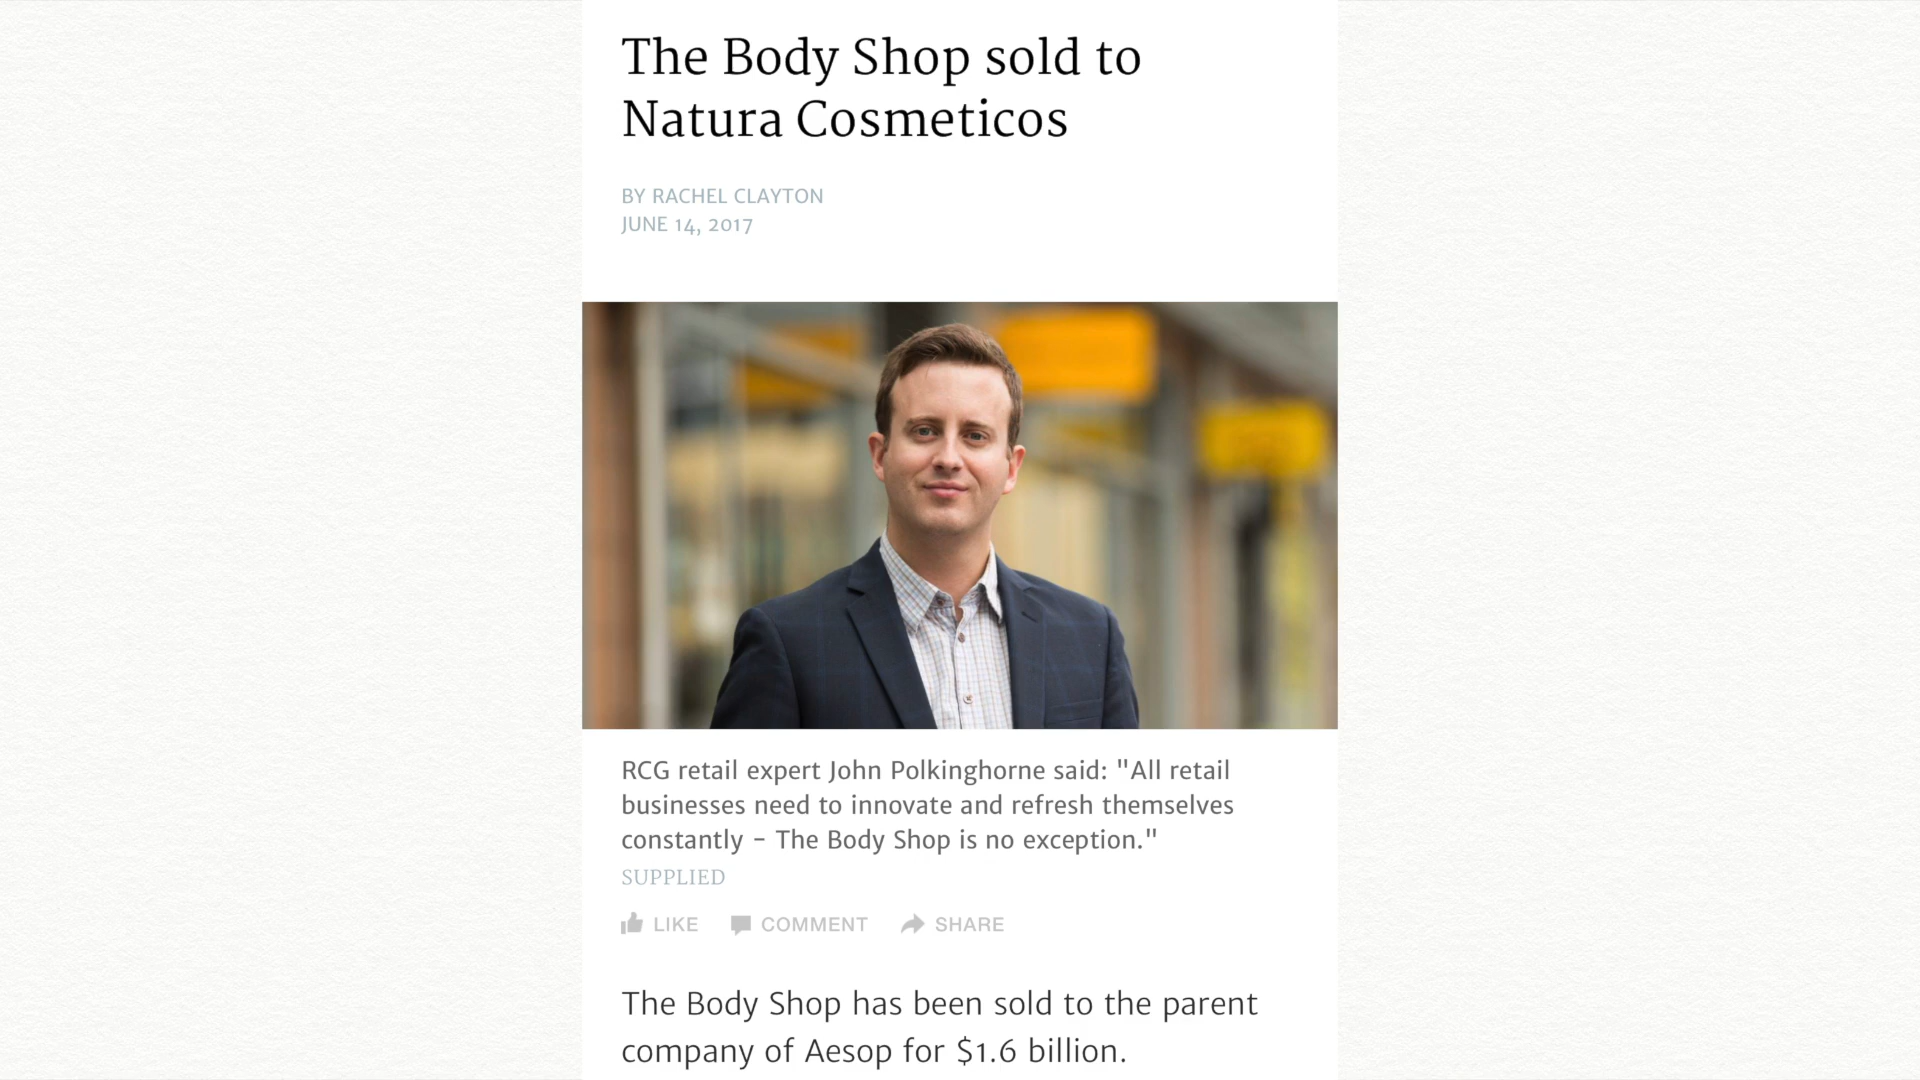 The Body Shop sold to
Natura Cosmeticos
BY RACHEL CLAYTON
JUNE 14, 2017
RCG retail expert John Polkinghorne said: "All retail
businesses need to innovate and refresh themselves
constantly - The Body Shop is no exception."
SUPPLIED
LIKE COMMENT SHARE
The Body Shop has been sold to the parent
company of Aesop for $1.6 billion.